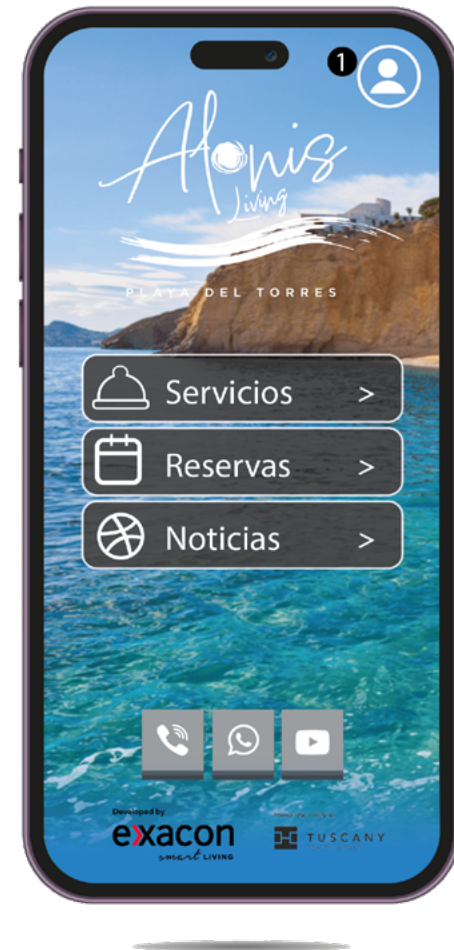 1
Alonis
Living
PLAYA DEL TORRES
Servicios >
Reservas >
Noticias >
Developed by
exacon
smart LIVING
TUSCANY